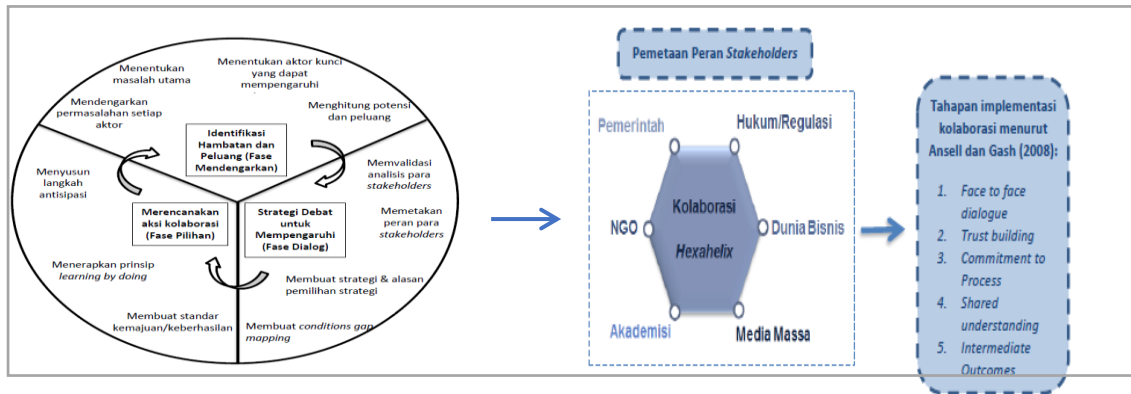 Menentukan
masalah utama
Menentukan aktor kunci
yang dapat
mempengaruhi
Mendengarkan
permasalahan setiap
aktor
Menghitung potensi
dan peluang
Identifikasi
Hambatan dan
Peluang (Fase
Mendengarkan)
Menyusun
langkah
antisipasi
Memvalidasi
analisis para
stakeholders
Merencanakan
aksi kolaborasi
(Fase Pilihan)
Strategi Debat
untuk
Mempengaruhi
(Fase Dialog)
Memetakan
peran para
stakeholders
Menerapkan prinsip
learning by doing
Membuat strategi & alasan
pemilihan strategi
Membuat standar
kemajuan/keberhasilan
Membuat conditions gap
mapping
Pemetaan Peran Stakeholders
Pemerintah
Hukum/Regulasi
NGO
Kolaborasi
Hexahelix
Dunia Bisnis
Akademisi
Media Massa
Tahapan implementasi
kolaborasi menurut
Ansell dan Gash (2008):
1. Face to face
dialogue
2. Trust building
3. Commitment to
Process
4. Shared
understanding
5. Intermediate
Outcomes